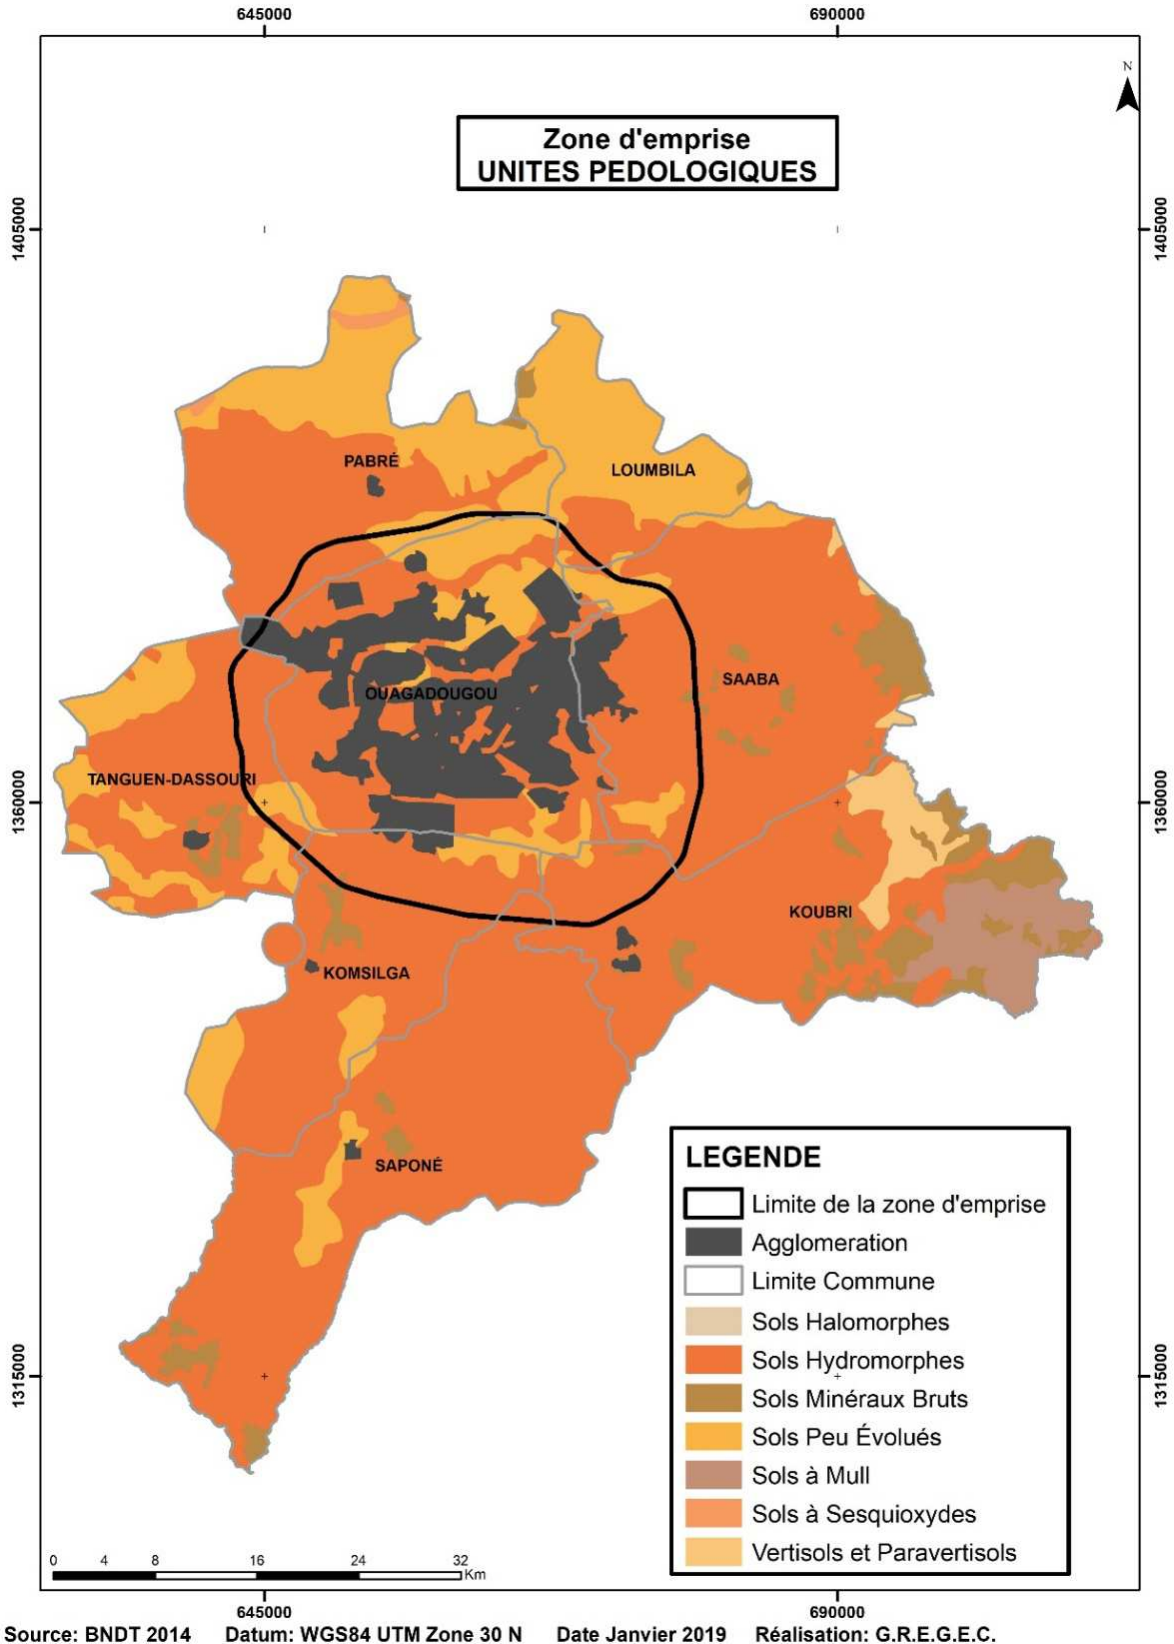 645000 690000
N
Zone d'emprise
UNITES PEDOLOGIQUES
1405000 1405000
PABRÉ
LOUMBILA
SAABA
OUAGADOUGOU
TANGUEN-DASSOURI
1360000 1360000
KOUBRI
KOMSILGA
SAPONÉ
LEGENDE
Limite de la zone d'emprise
Agglomeration
Limite Commune
Sols Halomorphes
Sols Hydromorphes
Sols Minéraux Bruts
Sols Peu Évolués
Sols à Mull
Sols à Sesquioxydes
Vertisols et Paravertisols
1315000 1315000
0 4 8 16 24 32
Km
645000 690000
Source: BNDT 2014 Datum: WGS84 UTM Zone 30 N Date Janvier 2019 Réalisation: G.R.E.G.E.C.